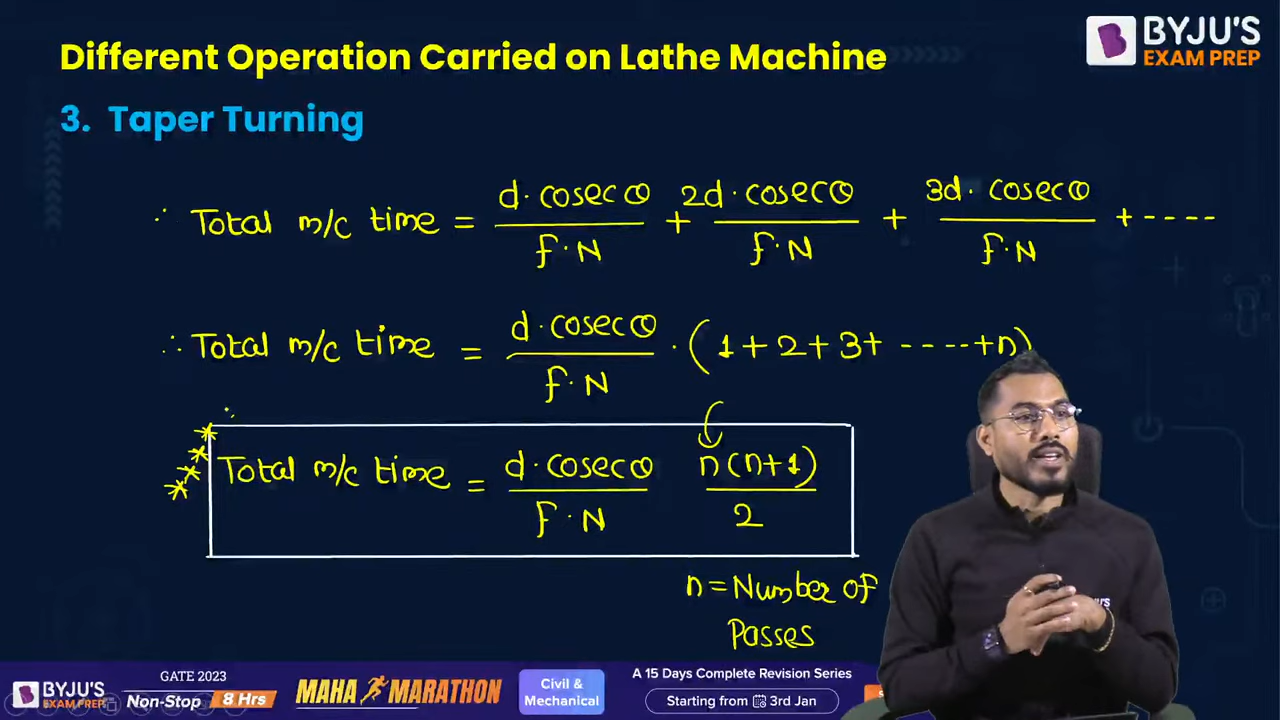 Different Operation Carried on Lathe Machine
BYJU'S
EXAM PREP
3. Taper Turning
∴ Total m/c time = d·cosecθ/f·N + 2d·cosecθ/f·N + 3d·cosecθ/f·N + ----
∴ Total m/c time = d·cosecθ/f·N · (1+2+3+ ----+n)
∴
Total m/c time = d·cosecθ/f·N n(n+1)/2
n = Number of
Passes
BYJU'S
EXAM PREP
GATE 2023
Non-Stop 8 Hrs
MAHA MARATHON
Civil &
Mechanical
A 15 Days Complete Revision Series
Starting from 3rd Jan